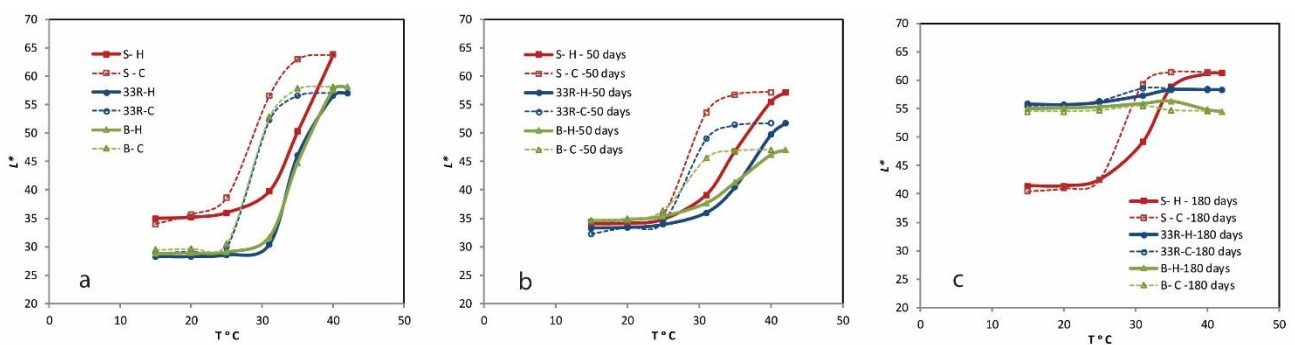 70
65
60
55
50
45
40
35
30
25
20
L*
0
10
20
30
40
50
T ° C
S- H
S - C
33R-H
33R-C
B-H
B- C
a
70
65
60
55
50
45
40
35
30
25
20
L*
0
10
20
30
40
50
T ° C
S- H - 50 days
S - C -50 days
33R-H-50 days
33R-C-50 days
B-H-50 days
B- C -50 days
b
70
65
60
55
50
45
40
35
30
25
20
L*
0
10
20
30
40
50
T ° C
S- H - 180 days
S - C -180 days
33R-H-180 days
33R-C-180 days
B-H-180 days
B- C -180 days
c